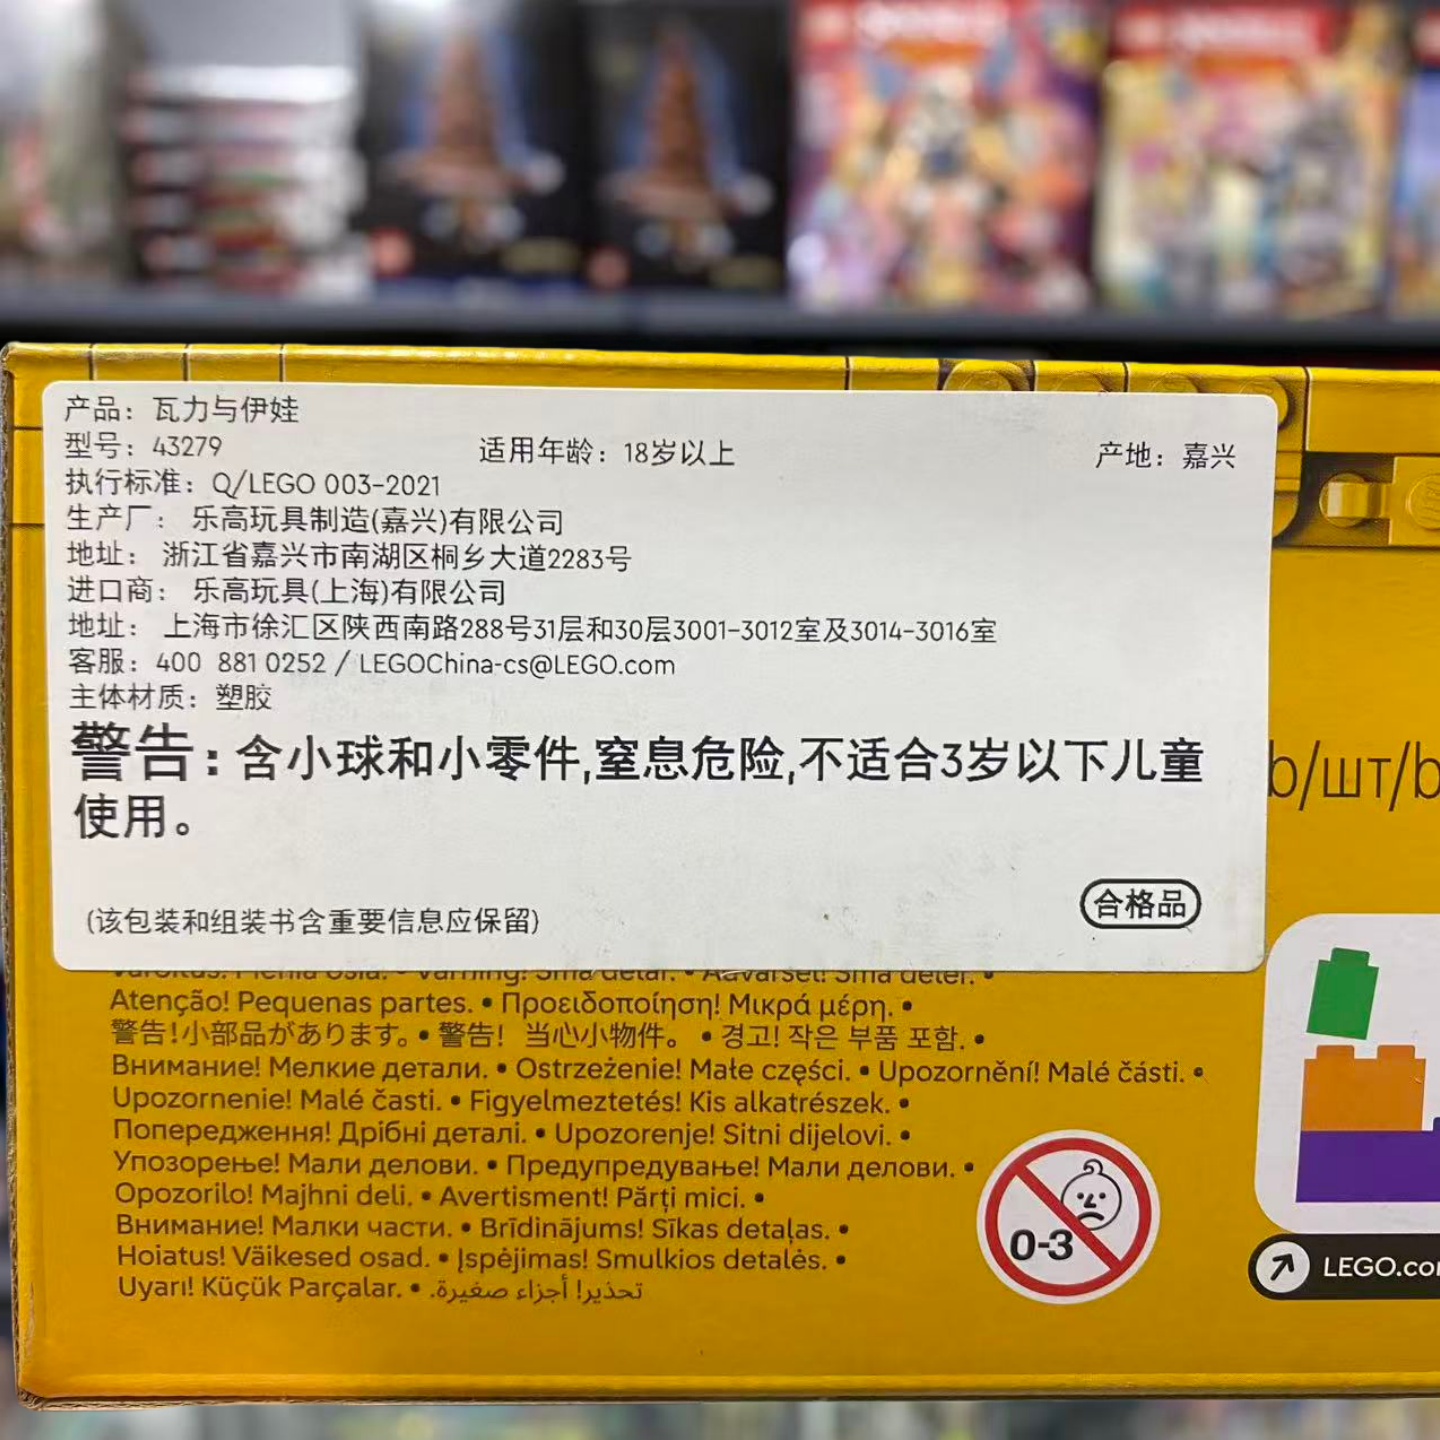 产品：瓦力与伊娃
型号：43279 适用年龄：18岁以上 产地：嘉兴
执行标准：Q/LEGO 003-2021
生产厂：乐高玩具制造(嘉兴)有限公司
地址：浙江省嘉兴市南湖区桐乡大道2283号
进口商：乐高玩具(上海)有限公司
地址：上海市徐汇区陕西南路288号31层和30层3001-3012室及3014-3016室
客服：400 881 0252 / LEGOChina-cs@LEGO.com
主体材质：塑胶
警告：含小球和小零件,窒息危险,不适合3岁以下儿童
使用。
b/шт/b
合格品
(该包装和组装书含重要信息应保留)
Atenção! Pequenas partes. • Προειδοποίηση! Μικρά μέρη. •
警告!小部品があります。• 警告! 当心小物件。 • 경고! 작은 부품 포함. •
Внимание! Мелкие детали. • Ostrzeżenie! Małe części. • Upozornění! Malé části. •
Upozornenie! Malé časti. • Figyelmeztetés! Kis alkatrészek. •
Попередження! Дрібні деталі. • Upozorenje! Sitni dijelovi. •
Упозорење! Мали делови. • Предупредување! Мали делови. •
Opozorilo! Majhni deli. • Avertisment! Părți mici. •
Внимание! Малки части. • Brīdinājums! Sīkas detaļas. •
Hoiatus! Väikesed osad. • Įspėjimas! Smulkios detalės. •
Uyarı! Küçük Parçalar. • تحذير! أجزاء صغيرة.
0-3
LEGO.co